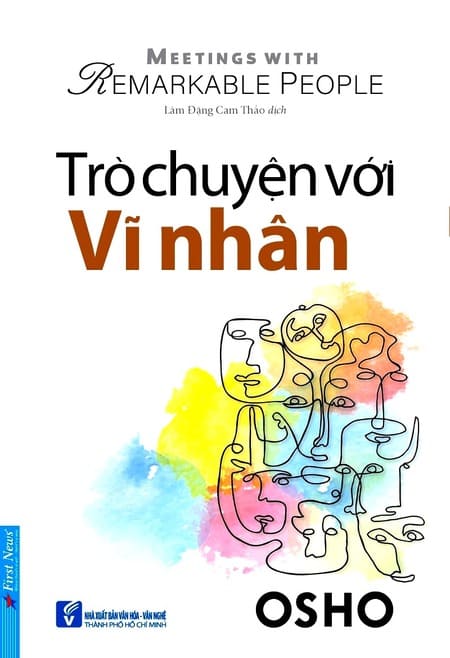 MEETINGS WITH
REMARKABLE PEOPLE
Lâm Đặng Cam Thảo dịch
Trò chuyện với
Vĩ nhân
First News
NHÀ XUẤT BẢN VĂN HÓA - VĂN NGHỆ
THÀNH PHỐ HỒ CHÍ MINH
OSHO